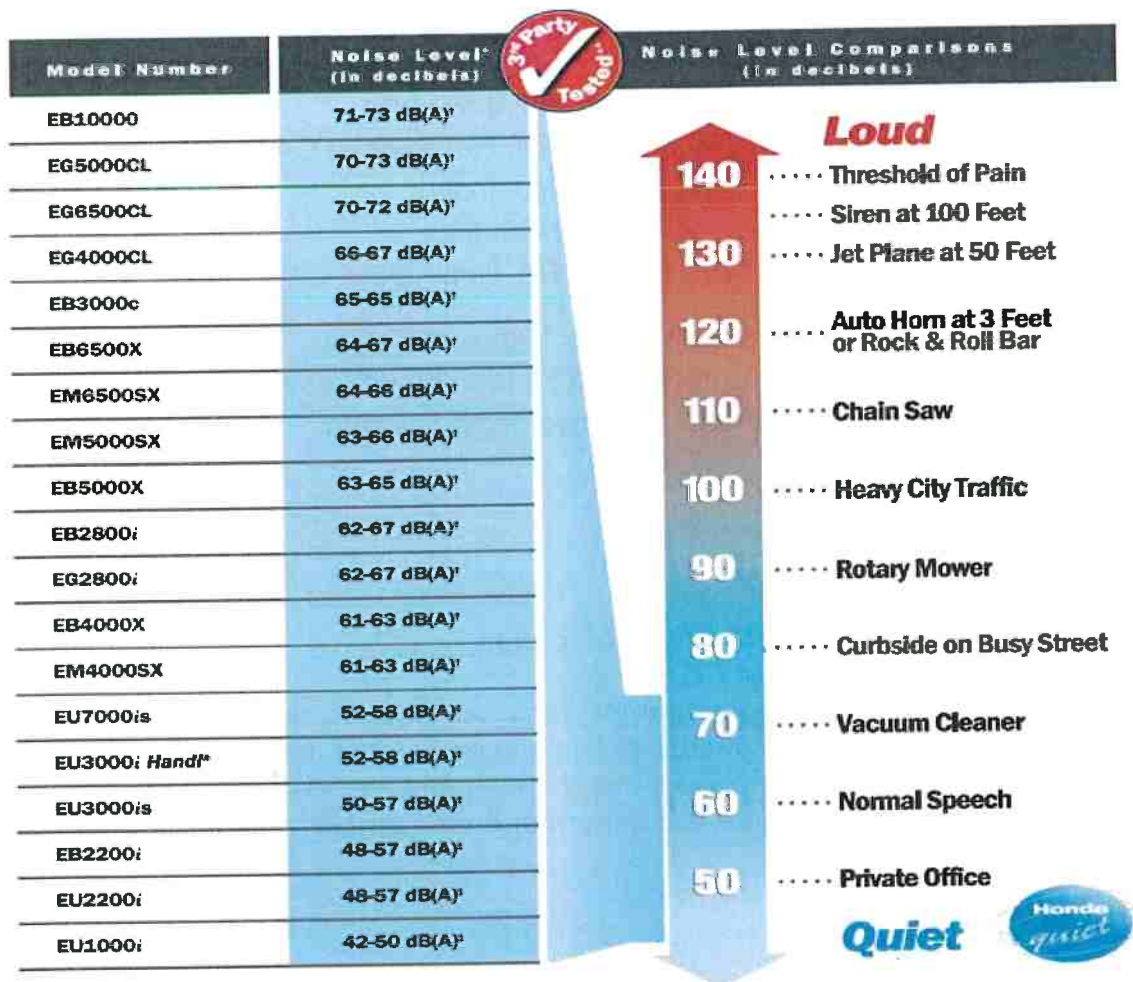 Model Number
Noise Level*
(in decibels)
3rd Party
Tested**
Noise Level Comparisons
(in decibels)
EB10000 71-73 dB(A)†
EG5000CL 70-73 dB(A)†
EG6500CL 70-72 dB(A)†
EG4000CL 66-67 dB(A)†
EB3000c 65-65 dB(A)†
EB6500X 64-67 dB(A)†
EM6500SX 64-66 dB(A)†
EM5000SX 63-66 dB(A)†
EB5000X 63-65 dB(A)†
EB2800i 62-67 dB(A)‡
EG2800i 62-67 dB(A)†
EB4000X 61-63 dB(A)†
EM4000SX 61-63 dB(A)†
EU7000is 52-58 dB(A)‡
EU3000i Handi® 52-58 dB(A)‡
EU3000is 50-57 dB(A)‡
EB2200i 48-57 dB(A)‡
EU2200i 48-57 dB(A)‡
EU1000i 42-50 dB(A)‡
Loud
140 ····· Threshold of Pain
····· Siren at 100 Feet
130 ····· Jet Plane at 50 Feet
120 ····· Auto Horn at 3 Feet
or Rock & Roll Bar
110 ····· Chain Saw
100 ····· Heavy City Traffic
90 ····· Rotary Mower
80 ····· Curbside on Busy Street
70 ····· Vacuum Cleaner
60 ····· Normal Speech
50 ····· Private Office
Quiet
Honda
quiet